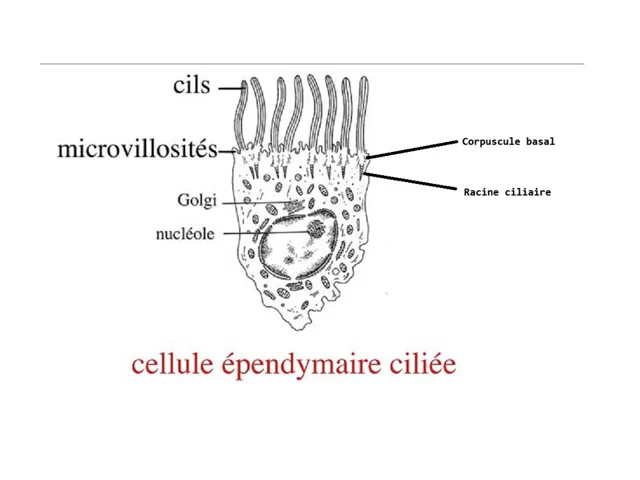 cils
microvillosités
Corpuscule basal
Racine ciliaire
Golgi
nucléole
cellule épendymaire ciliée